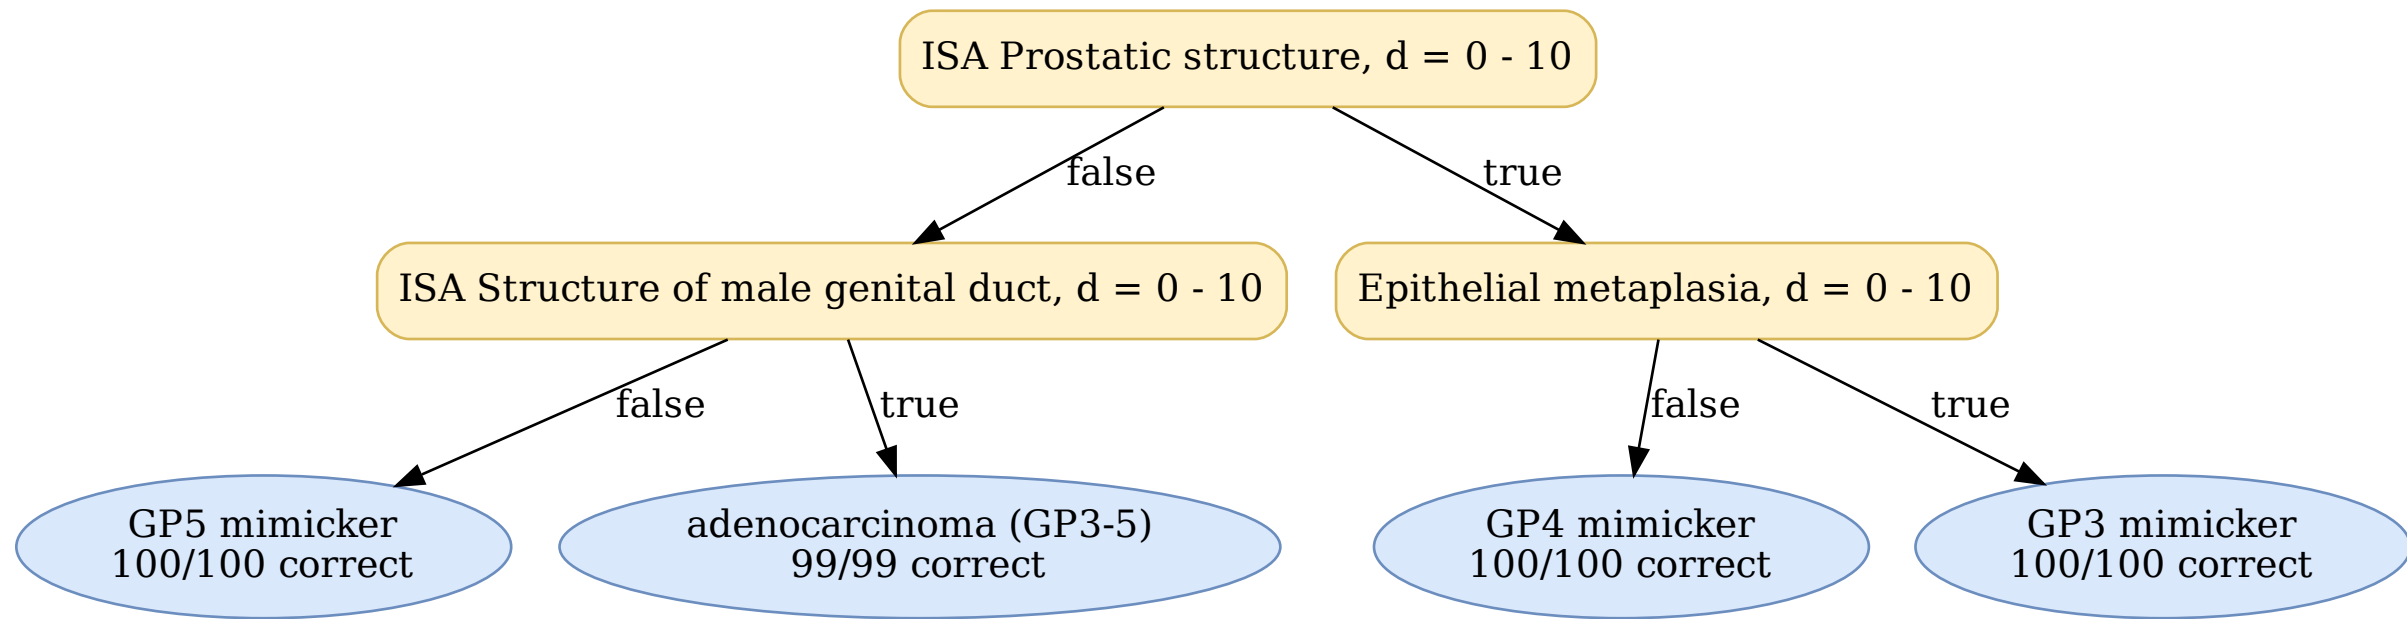 ISA Prostatic structure, d = 0 - 10
false
true
ISA Structure of male genital duct, d = 0 - 10
Epithelial metaplasia, d = 0 - 10
false
true
false
true
GP5 mimicker
100/100 correct
adenocarcinoma (GP3-5)
99/99 correct
GP4 mimicker
100/100 correct
GP3 mimicker
100/100 correct